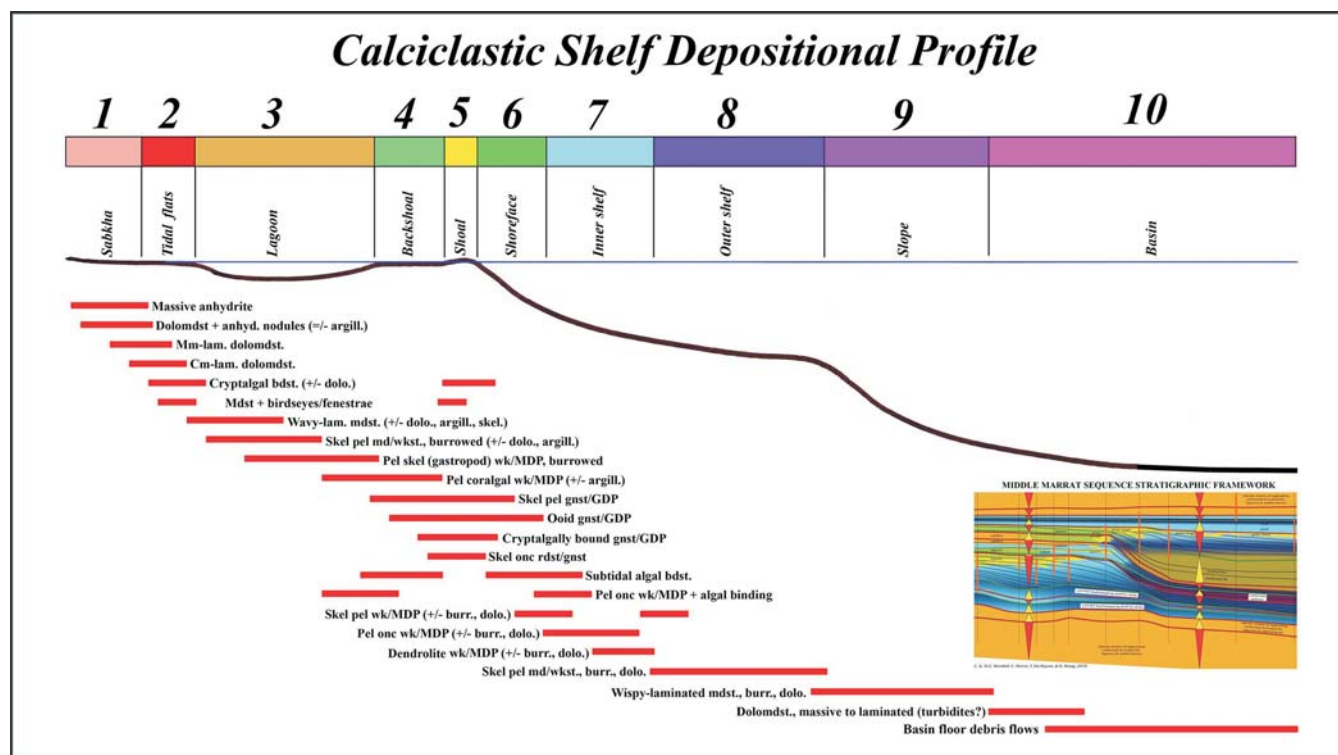 Calciclastic Shelf Depositional Profile
1 2 3 4 5 6 7 8 9 10
Sabkha
Tidal flats
Lagoon
Backshoal
Shoal
Shoreface
Inner shelf
Outer shelf
Slope
Basin
Massive anhydrite
Dolomdst + anhyd. nodules (=/- argill.)
Mm-lam. dolomdst.
Cm-lam. dolomdst.
Cryptalgal bdst. (+/- dolo.)
Mdst + birdseyes/fenestrae
Wavy-lam. mdst. (+/- dolo., argill., skel.)
Skel pel md/wkst., burrowed (+/- dolo., argill.)
Pel skel (gastropod) wk/MDP, burrowed
Pel coralgal wk/MDP (+/- argill.)
Skel pel gnst/GDP
Ooid gnst/GDP
Cryptalgally bound gnst/GDP
Skel onc rdst/gnst
Subtidal algal bdst.
Pel onc wk/MDP + algal binding
Skel pel wk/MDP (+/- burr., dolo.)
Pel onc wk/MDP (+/- burr., dolo.)
Dendrolite wk/MDP (+/- burr., dolo.)
Skel pel md/wkst., burr., dolo.
Wispy-laminated mdst., burr., dolo.
Dolomdst., massive to laminated (turbidites?)
Basin floor debris flows
MIDDLE MARRAT SEQUENCE STRATIGRAPHIC FRAMEWORK